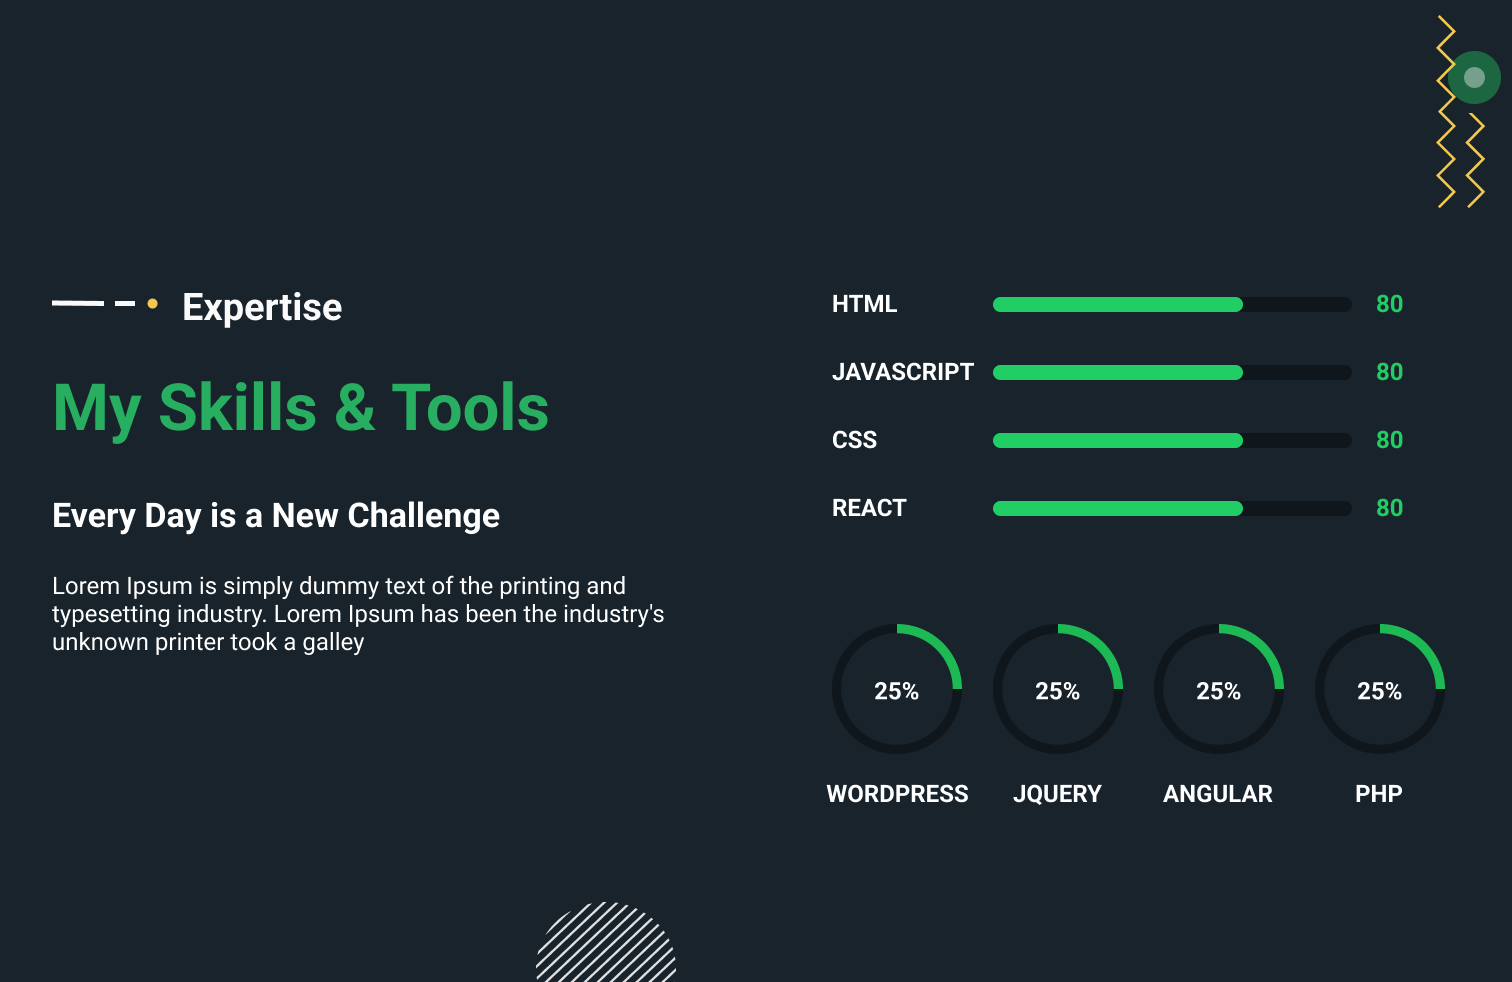 Expertise
My Skills & Tools
Every Day is a New Challenge
Lorem Ipsum is simply dummy text of the printing and
typesetting industry. Lorem Ipsum has been the industry's
unknown printer took a galley
HTML 80
JAVASCRIPT 80
CSS 80
REACT 80
25% 25% 25% 25%
WORDPRESS JQUERY ANGULAR PHP